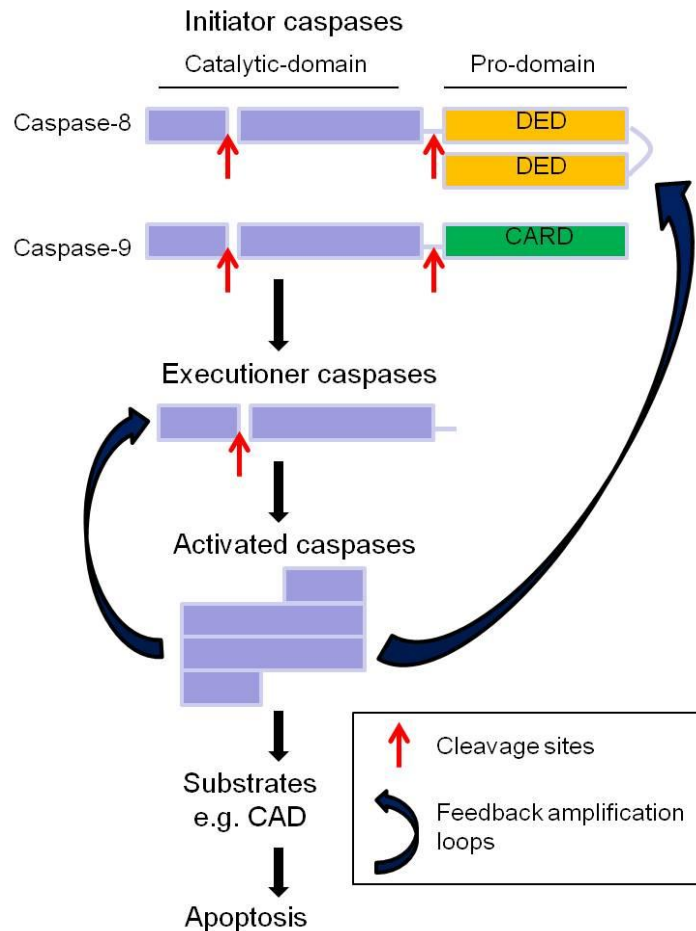 Initiator caspases
Catalytic-domain
Pro-domain
Caspase-8
DED
DED
Caspase-9
CARD
Executioner caspases
Activated caspases
Substrates
e.g. CAD
Apoptosis
Cleavage sites
Feedback amplification
loops